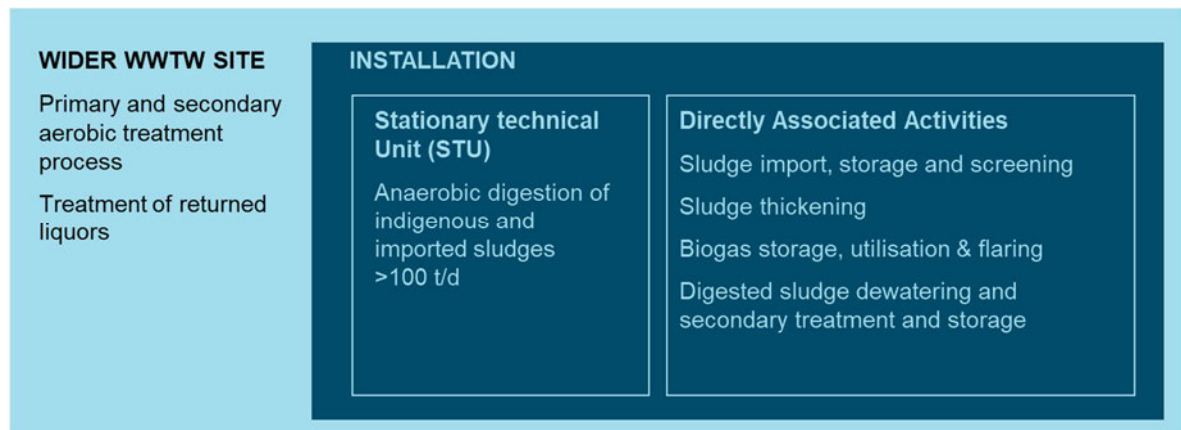 WIDER WWTW SITE
Primary and secondary
aerobic treatment
process
Treatment of returned
liquors
INSTALLATION
Stationary technical
Unit (STU)
Anaerobic digestion of
indigenous and
imported sludges
>100 t/d
Directly Associated Activities
Sludge import, storage and screening
Sludge thickening
Biogas storage, utilisation & flaring
Digested sludge dewatering and
secondary treatment and storage